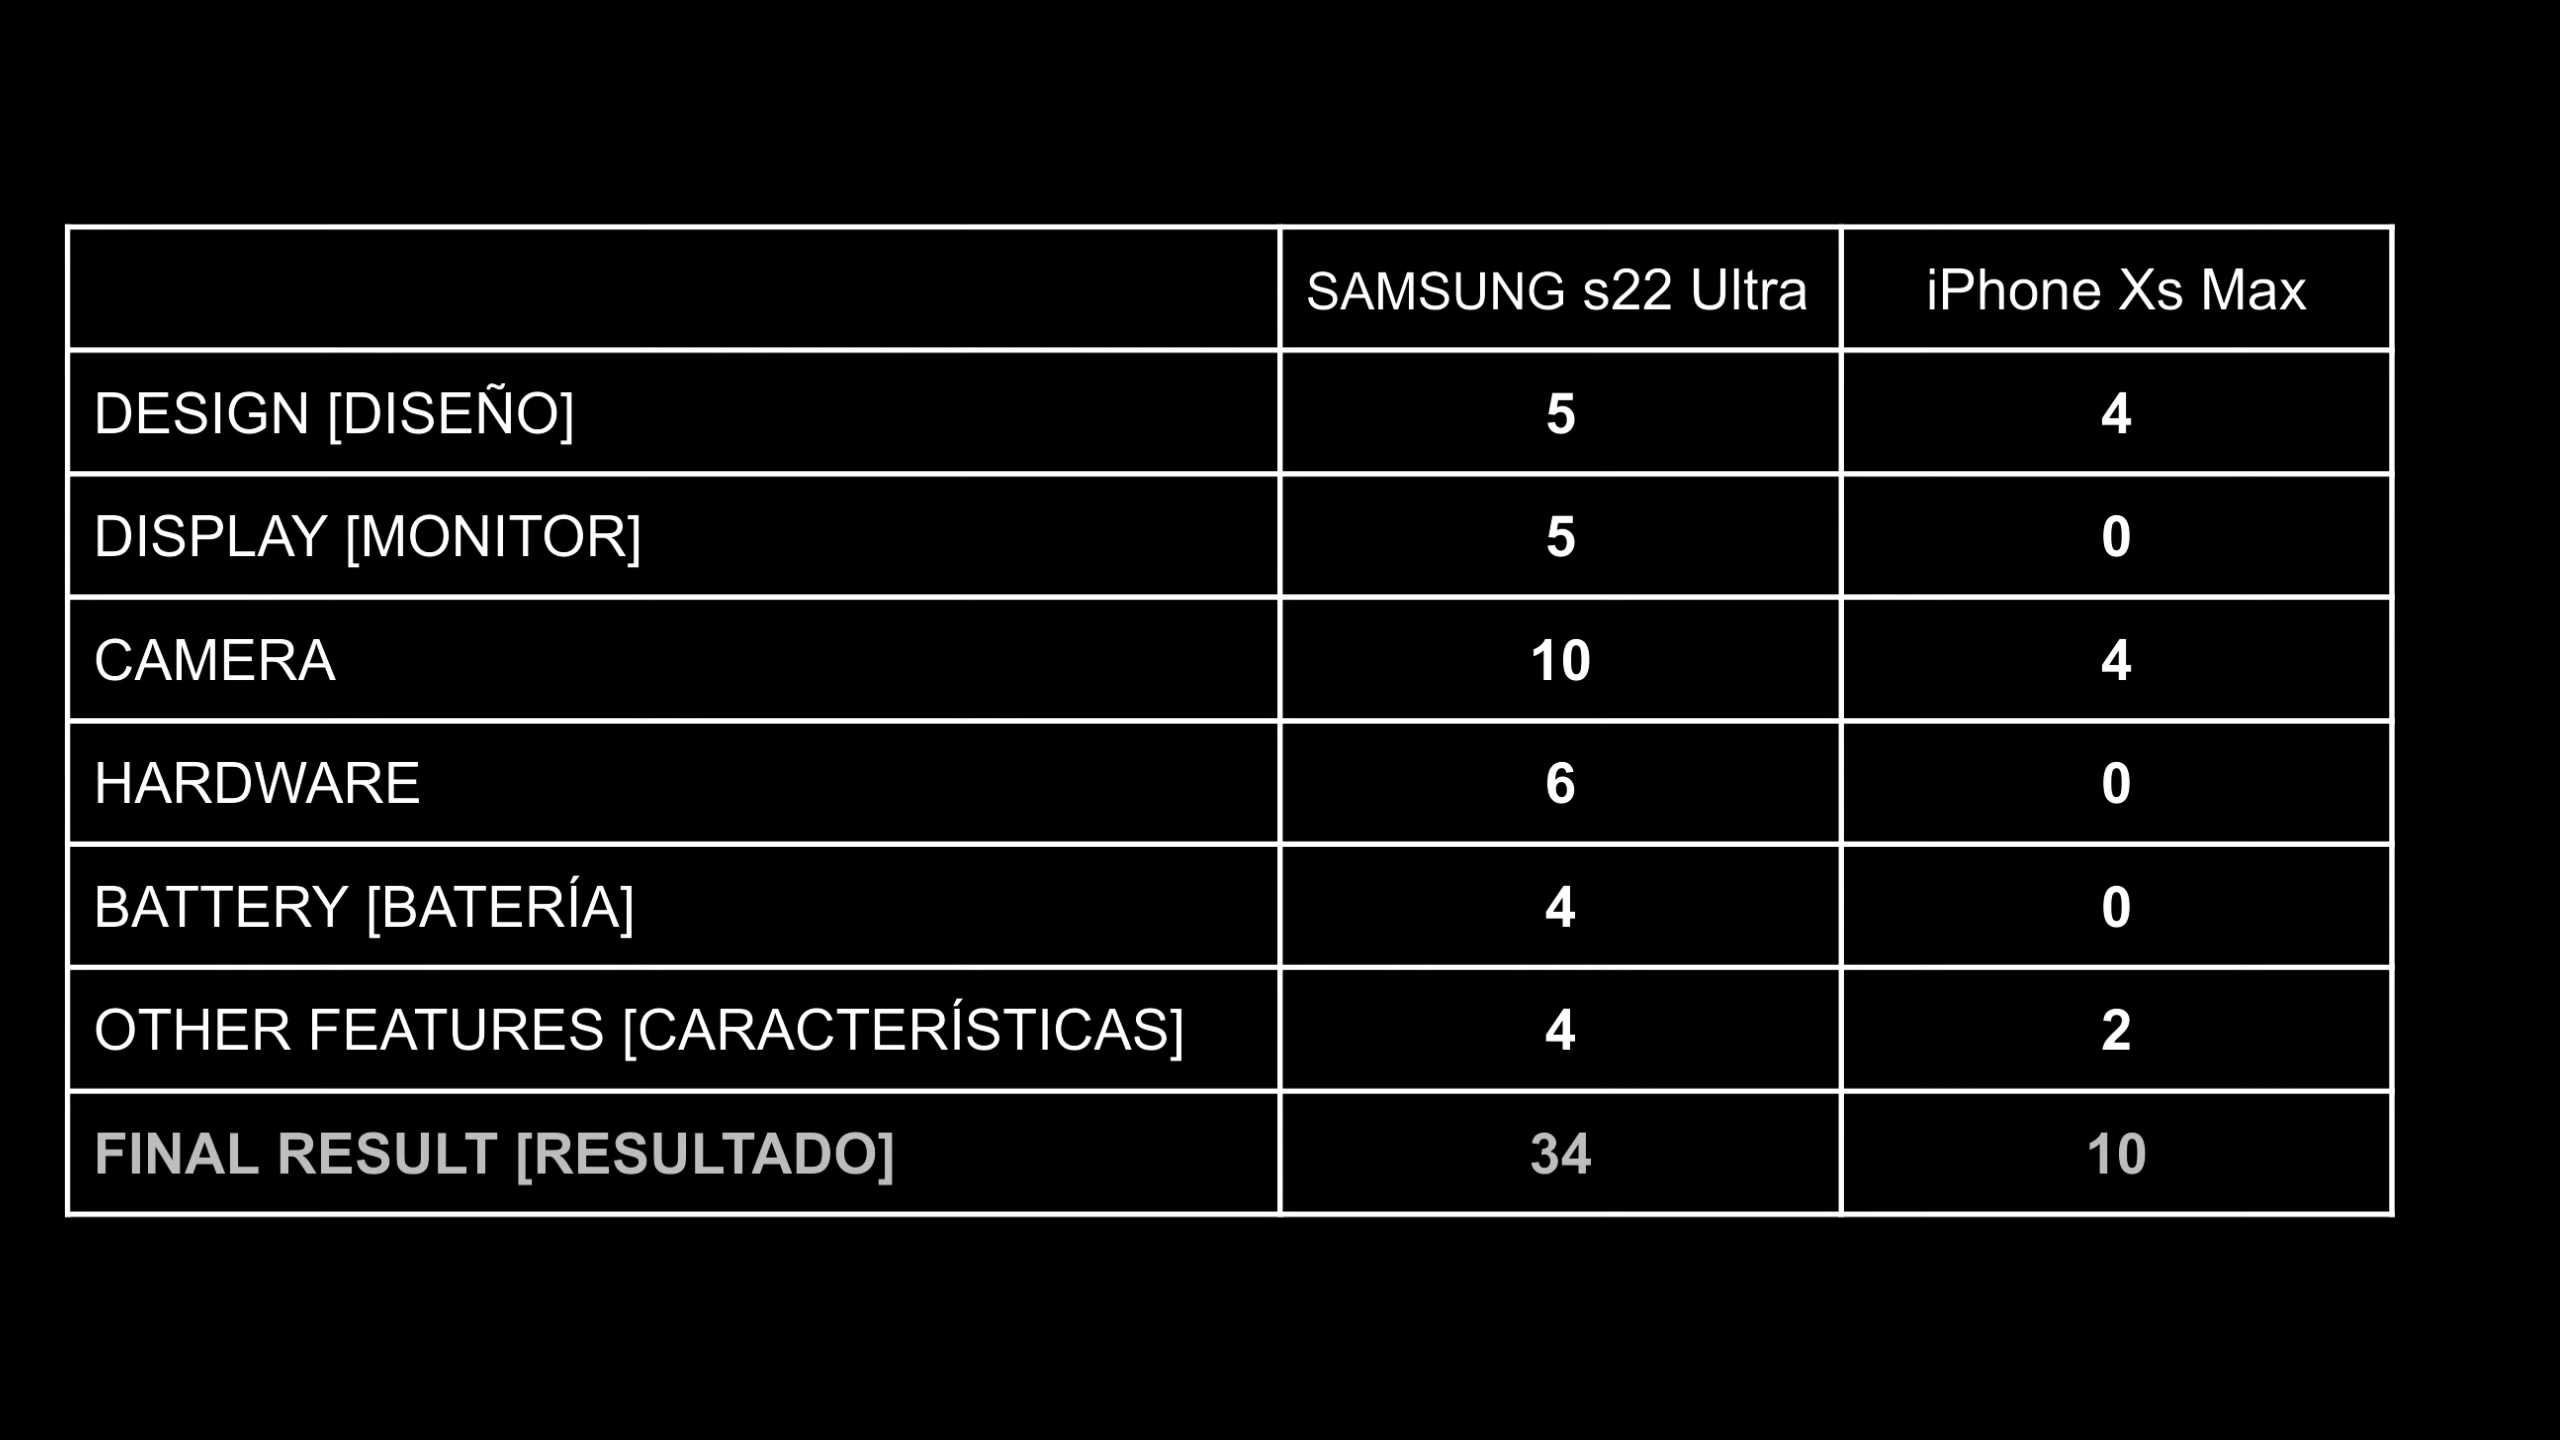 SAMSUNG s22 Ultra iPhone Xs Max
DESIGN [DISEÑO] 5 4
DISPLAY [MONITOR] 5 0
CAMERA 10 4
HARDWARE 6 0
BATTERY [BATERÍA] 4 0
OTHER FEATURES [CARACTERÍSTICAS] 4 2
FINAL RESULT [RESULTADO] 34 10